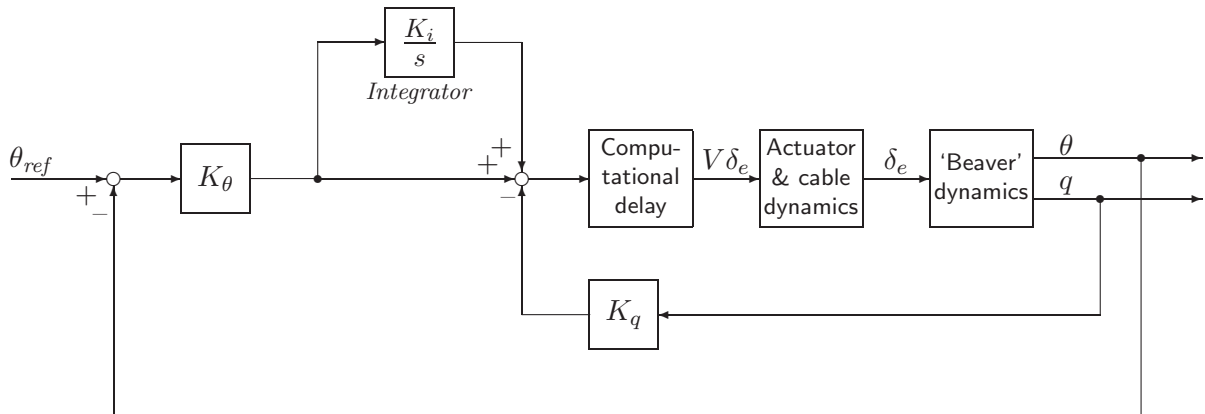 K_i
s
Integrator
θ_ref
+
−
K_θ
+
+
−
Compu-
tational
delay
Vδ_e
Actuator
& cable
dynamics
δ_e
‘Beaver’
dynamics
θ
q
K_q